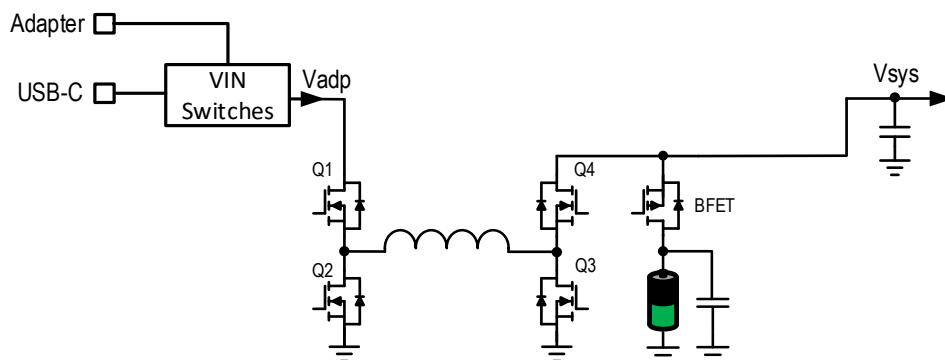 Adapter
USB-C
VIN
Switches
Vadp
Vsys
Q1
Q4
BFET
Q2
Q3